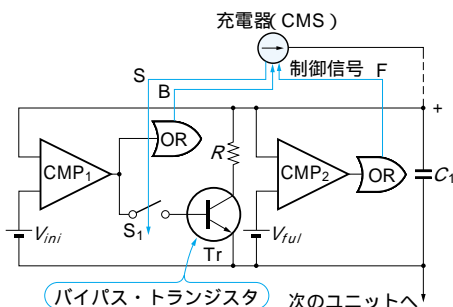 充電器(CMS)
制御信号
S
F
B
+
OR
R
CMP1
CMP2
OR
C1
S1
Vini
Tr
Vful
バイパス・トランジスタ
次のユニットへ